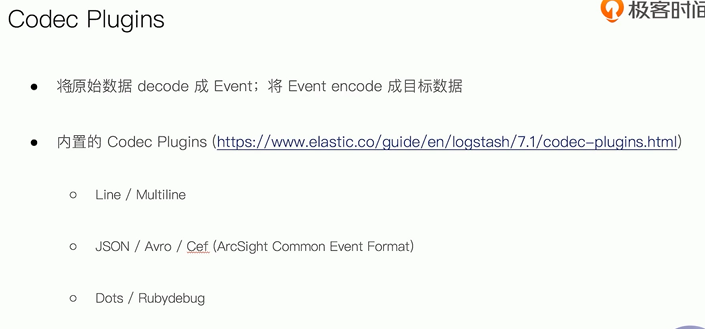 Codec Plugins
极客时间
将原始数据 decode 成 Event；将 Event encode 成目标数据
内置的 Codec Plugins (https://www.elastic.co/guide/en/logstash/7.1/codec-plugins.html)
Line / Multiline
JSON / Avro / Cef (ArcSight Common Event Format)
Dots / Rubydebug